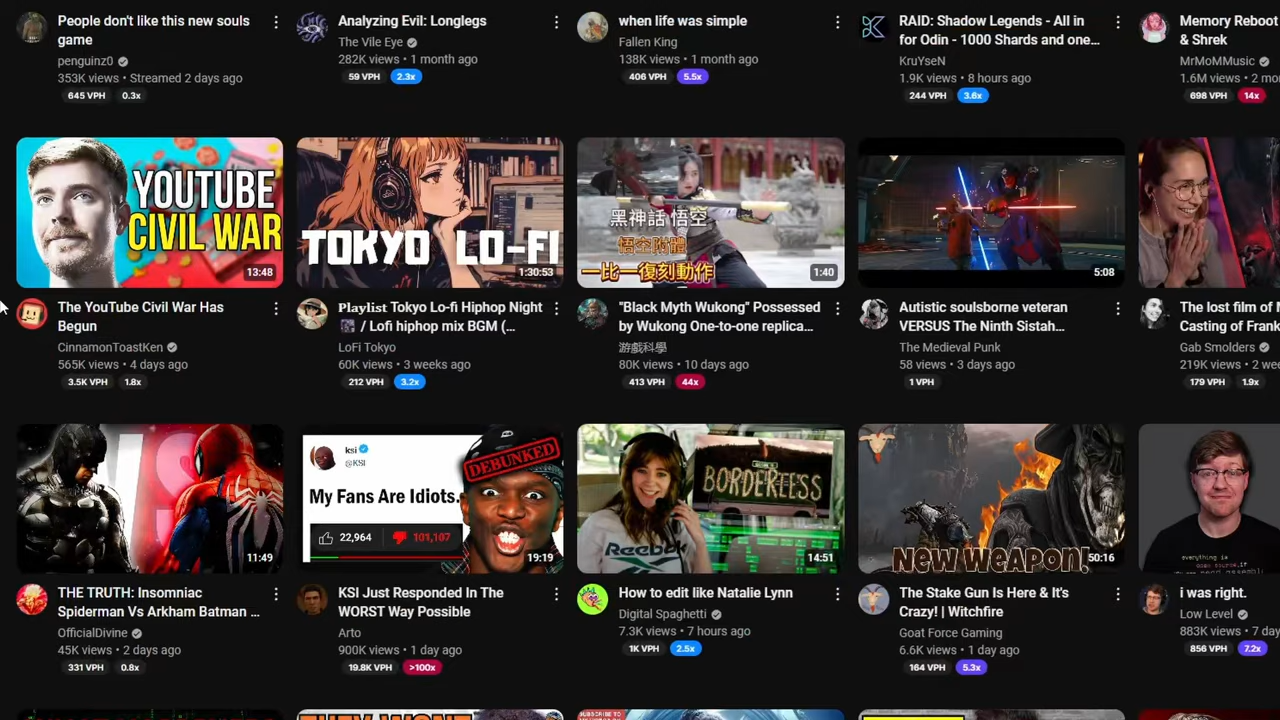 People don't like this new souls
game
penguinz0
353K views • Streamed 2 days ago
645 VPH 0.3x
Analyzing Evil: Longlegs
The Vile Eye
282K views • 1 month ago
59 VPH 2.3x
when life was simple
Fallen King
138K views • 1 month ago
406 VPH 5.5x
RAID: Shadow Legends - All in
for Odin - 1000 Shards and one...
KruYseN
1.9K views • 8 hours ago
244 VPH 3.6x
Memory Reboot
& Shrek
MrMoMMusic
1.6M views • 2 mo
698 VPH 14x
YOUTUBE
CIVIL WAR
13:48
The YouTube Civil War Has
Begun
CinnamonToastKen
565K views • 4 days ago
3.5K VPH 1.8x
TOKYO LO-FI
1:30:53
Playlist Tokyo Lo-fi Hiphop Night
/ Lofi hiphop mix BGM (...
LoFi Tokyo
60K views • 3 weeks ago
212 VPH 3.2x
黑神話 悟空
悟空附體
一比一復刻動作
1:40
"Black Myth Wukong" Possessed
by Wukong One-to-one replica...
游戲科學
80K views • 10 days ago
413 VPH 44x
5:08
Autistic soulsborne veteran
VERSUS The Ninth Sistah...
The Medieval Punk
58 views • 3 days ago
1 VPH
The lost film of
Casting of Frank
Gab Smolders
219K views • 2 wee
179 VPH 1.9x
VS
11:49
THE TRUTH: Insomniac
Spiderman Vs Arkham Batman ...
OfficialDivine
45K views • 2 days ago
331 VPH 0.8x
ksi
@KSI
DEBUNKED
My Fans Are Idiots.
22,964 101,107
19:19
KSI Just Responded In The
WORST Way Possible
Arto
900K views • 1 day ago
19.8K VPH >100x
BORDERLESS
Reebok
14:51
How to edit like Natalie Lynn
Digital Spaghetti
7.3K views • 7 hours ago
1K VPH 2.5x
NEW WEAPON!
50:16
The Stake Gun Is Here & It's
Crazy! | Witchfire
Goat Force Gaming
6.6K views • 1 day ago
164 VPH 5.3x
everything is
i was right.
Low Level
883K views • 7 day
856 VPH 7.2x